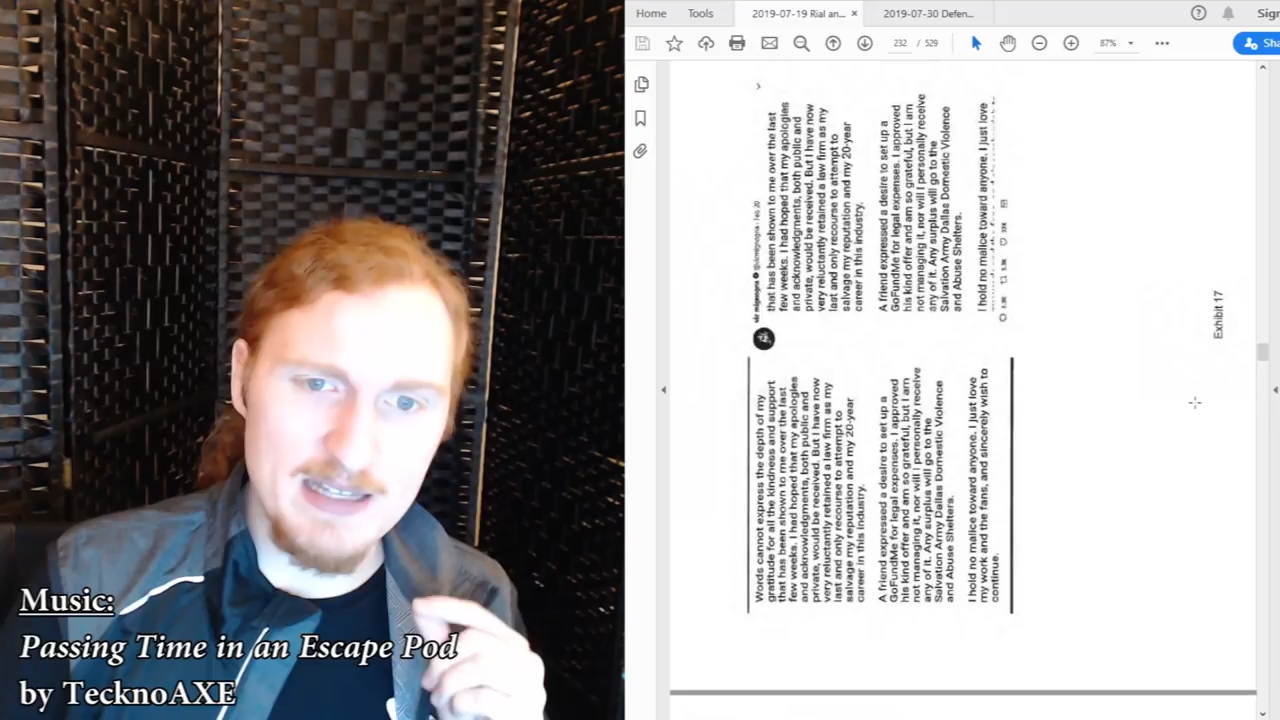 Home
Tools
2019-07-19 Rial an...
×
2019-07-30 Defen...
Sign
232 / 529
87%
Sha
vic mignogna
that has been shown to me over the last
few weeks. I had hoped that my apologies
and acknowledgments, both public and
private, would be received. But I have now
very reluctantly retained a law firm as my
last and only recourse to attempt to
salvage my reputation and my 20-year
career in this industry.
A friend expressed a desire to set up a
GoFundMe for legal expenses. I approved
his kind offer and am so grateful, but I am
not managing it, nor will I personally receive
any of it. Any surplus will go to the
Salvation Army Dallas Domestic Violence
and Abuse Shelters.
I hold no malice toward anyone. I just love
Words cannot express the depth of my
gratitude for all the kindness and support
that has been shown to me over the last
few weeks. I had hoped that my apologies
and acknowledgments, both public and
private, would be received. But I have now
very reluctantly retained a law firm as my
last and only recourse to attempt to
salvage my reputation and my 20-year
career in this industry.
A friend expressed a desire to set up a
GoFundMe for legal expenses. I approved
his kind offer and am so grateful, but I am
not managing it, nor will I personally receive
any of it. Any surplus will go to the
Salvation Army Dallas Domestic Violence
and Abuse Shelters.
I hold no malice toward anyone. I just love
my work and the fans, and sincerely wish to
continue.
Exhibit 17
Music:
Passing Time in an Escape Pod
by TecknoAXE